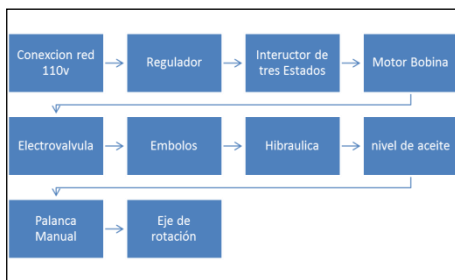 Conexcion red
110v
Regulador
Inteructor de
tres Estados
Motor Bobina
Electrovalvula
Embolos
Hibraulica
nivel de aceite
Palanca
Manual
Eje de
rotación